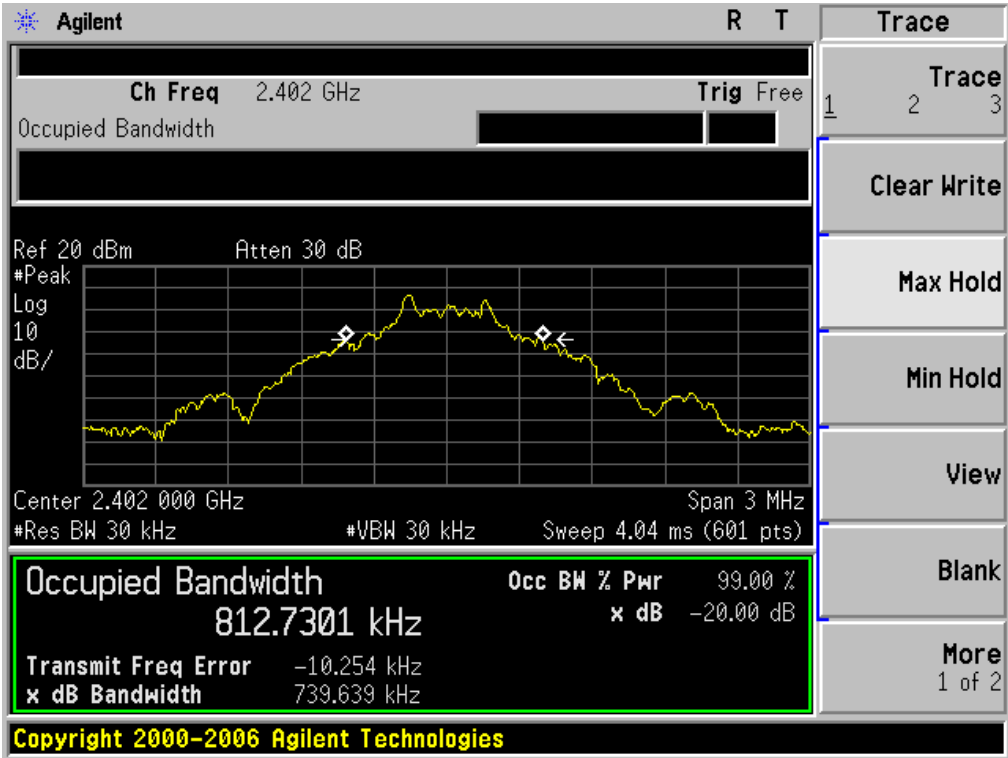 Agilent R T
Ch Freq 2.402 GHz Trig Free
Occupied Bandwidth
Ref 20 dBm Atten 30 dB
#Peak
Log
10
dB/
Center 2.402 000 GHz Span 3 MHz
#Res BW 30 kHz #VBW 30 kHz Sweep 4.04 ms (601 pts)
Occupied Bandwidth Occ BW % Pwr 99.00 %
812.7301 kHz x dB -20.00 dB
Transmit Freq Error -10.254 kHz
x dB Bandwidth 739.639 kHz
Copyright 2000-2006 Agilent Technologies
Trace
Trace
1 2 3
Clear Write
Max Hold
Min Hold
View
Blank
More
1 of 2